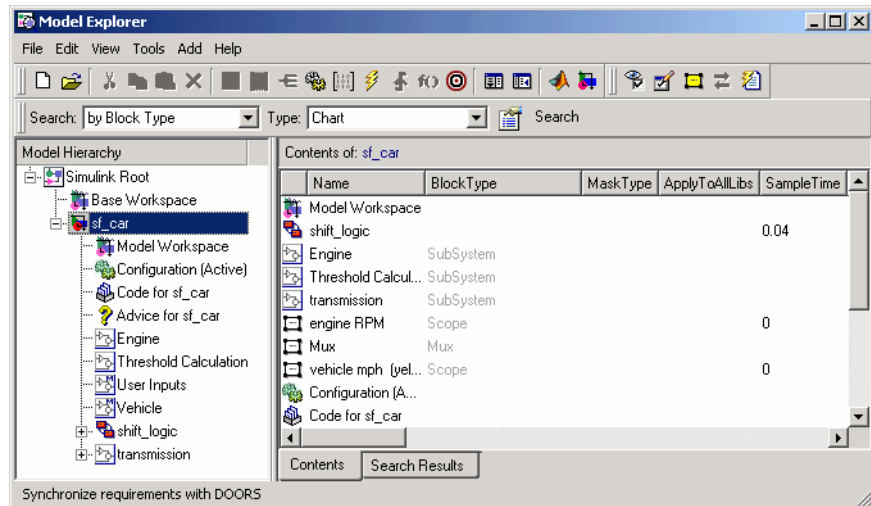 Model Explorer
File Edit View Tools Add Help
f()
Search: by Block Type Type: Chart Search
Model Hierarchy
Simulink Root
Base Workspace
sf_car
Model Workspace
Configuration (Active)
Code for sf_car
Advice for sf_car
Engine
Threshold Calculation
User Inputs
Vehicle
shift_logic
transmission
Contents of: sf_car
Name BlockType MaskType ApplyToAllLibs SampleTime
Model Workspace
shift_logic 0.04
Engine SubSystem
Threshold Calcul... SubSystem
transmission SubSystem
engine RPM Scope 0
Mux Mux
vehicle mph (yel... Scope 0
Configuration (A...
Code for sf_car
Contents Search Results
Synchronize requirements with DOORS